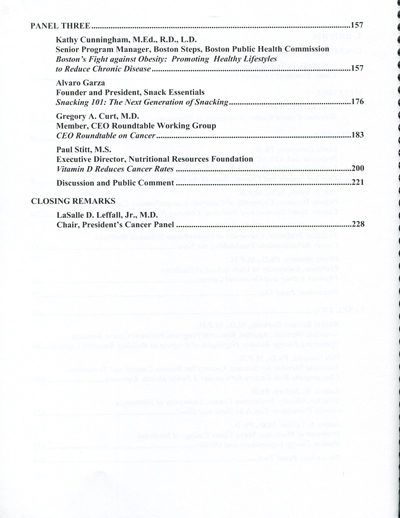 PANEL THREE ........ 157
Kathy Cunningham, M.Ed., R.D., L.D.
Senior Program Manager, Boston Steps, Boston Public Health Commission
Boston's Fight against Obesity: Promoting Healthy Lifestyles
to Reduce Chronic Disease ........ 157
Alvaro Garza
Founder and President, Snack Essentials
Snacking 101: The Next Generation of Snacking ........ 176
Gregory A. Curt, M.D.
Member, CEO Roundtable Working Group
CEO Roundtable on Cancer ........ 183
Paul Stitt, M.S.
Executive Director, Nutritional Resources Foundation
Vitamin D Reduces Cancer Rates ........ 200
Discussion and Public Comment ........ 221
CLOSING REMARKS
LaSalle D. Leffall, Jr., M.D.
Chair, President's Cancer Panel ........ 228